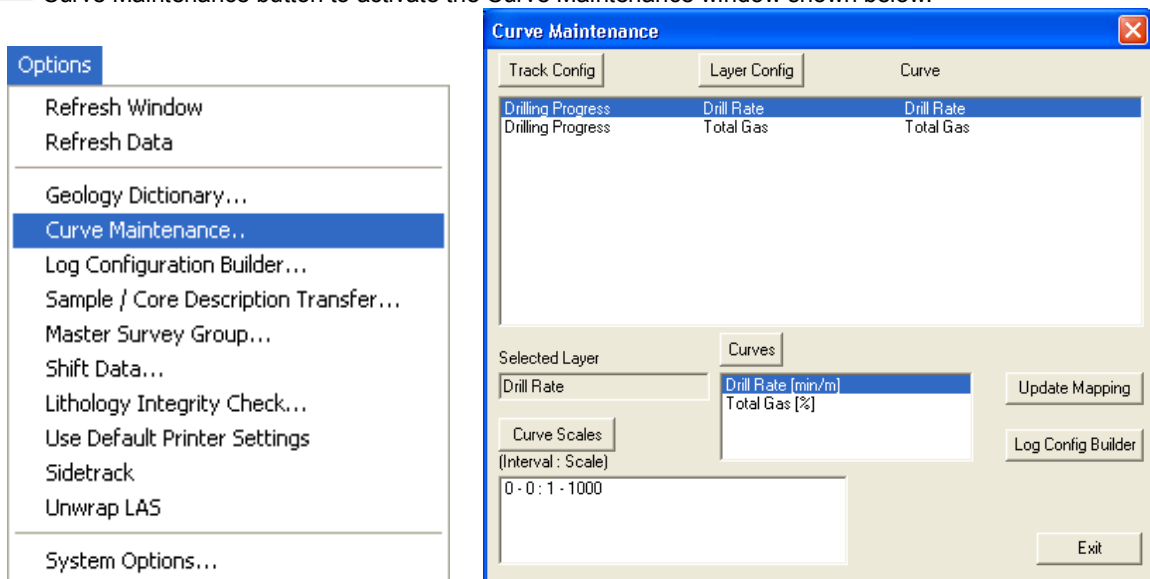 Curve Maintenance button to activate the Curve Maintenance window shown below.
Options
Refresh Window
Refresh Data
Geology Dictionary...
Curve Maintenance..
Log Configuration Builder...
Sample / Core Description Transfer...
Master Survey Group...
Shift Data...
Lithology Integrity Check...
Use Default Printer Settings
Sidetrack
Unwrap LAS
System Options...
Curve Maintenance
Track Config Layer Config Curve
Drilling Progress Drill Rate Drill Rate
Drilling Progress Total Gas Total Gas
Selected Layer
Drill Rate
Curves
Drill Rate [min/m]
Total Gas [%]
Update Mapping
Log Config Builder
Curve Scales
(Interval : Scale)
0 - 0 : 1 - 1000
Exit